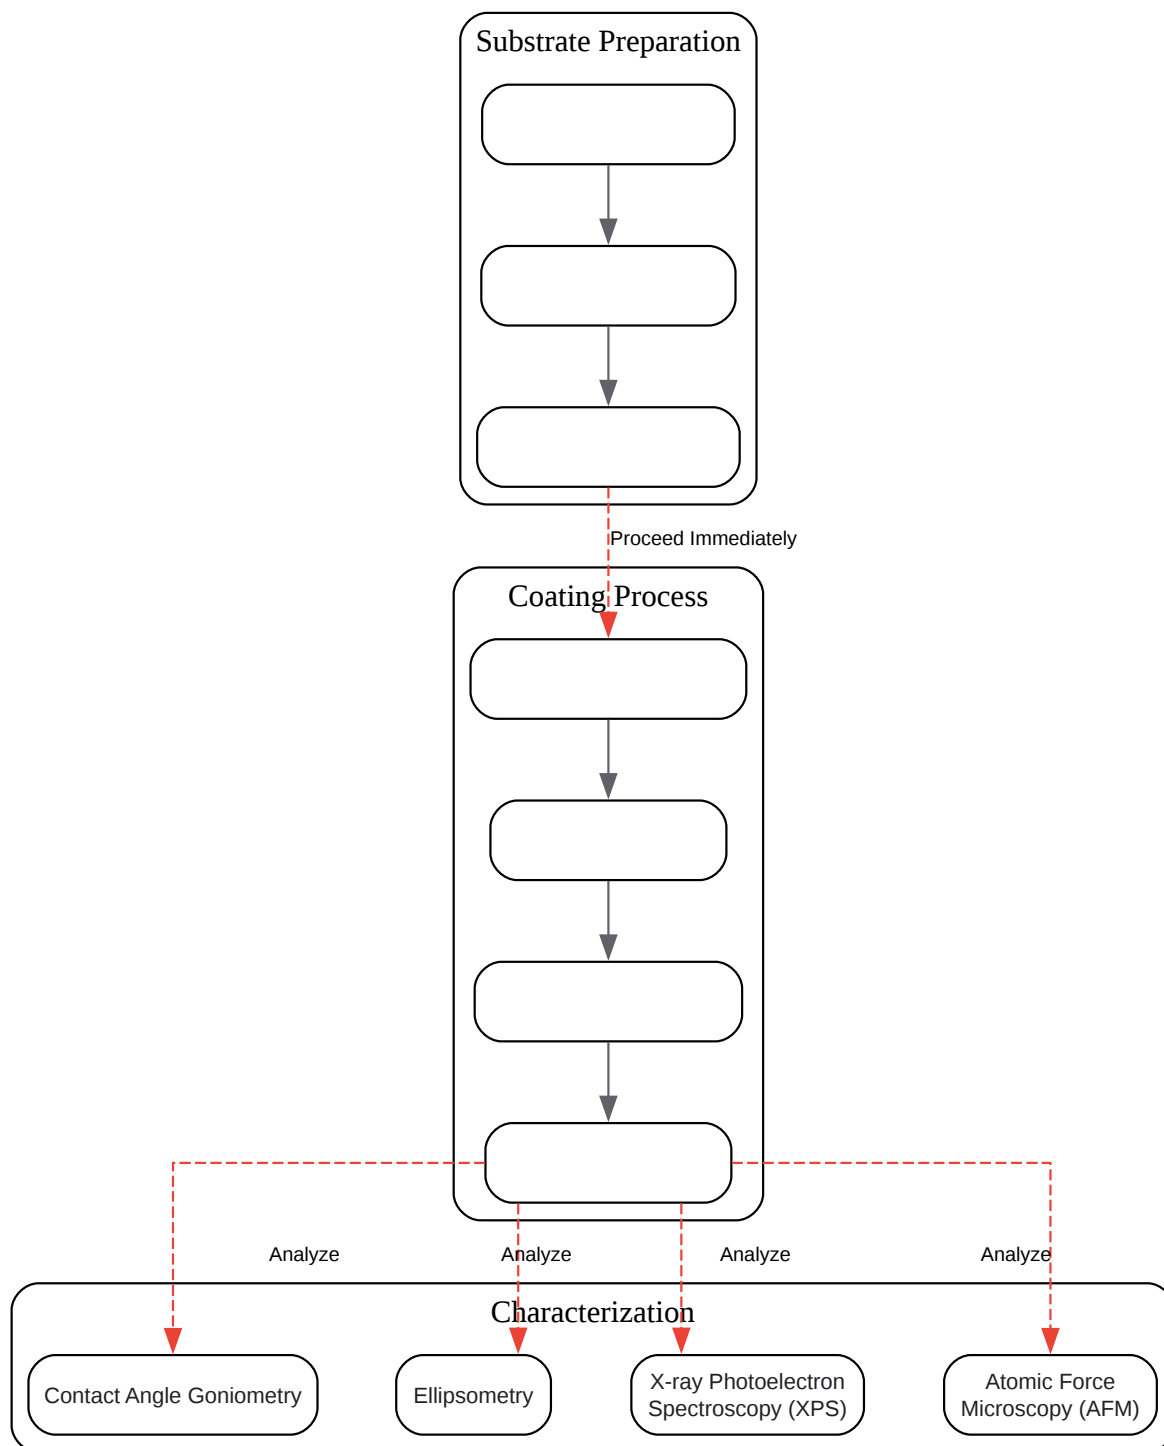 Substrate Preparation
Proceed Immediately
Coating Process
Analyze
Analyze
Analyze
Analyze
Characterization
Contact Angle Goniometry
Ellipsometry
X-ray Photoelectron
Spectroscopy (XPS)
Atomic Force
Microscopy (AFM)